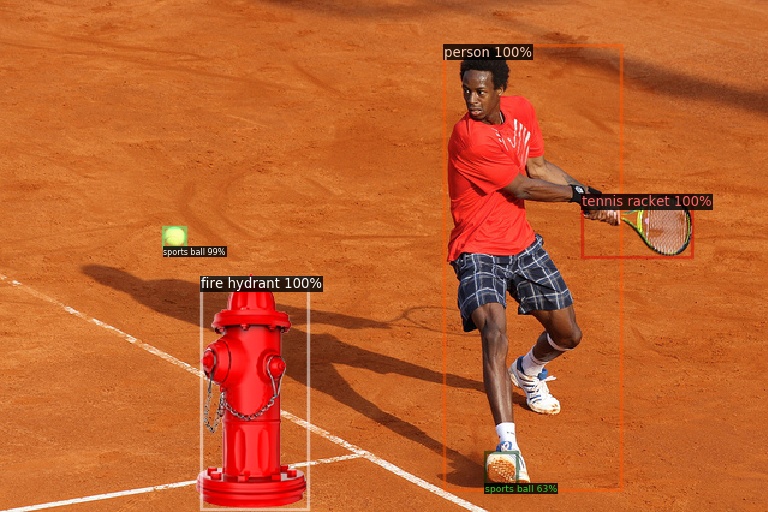 person 100%
tennis racket 100%
sports ball 99%
fire hydrant 100%
sports ball 63%